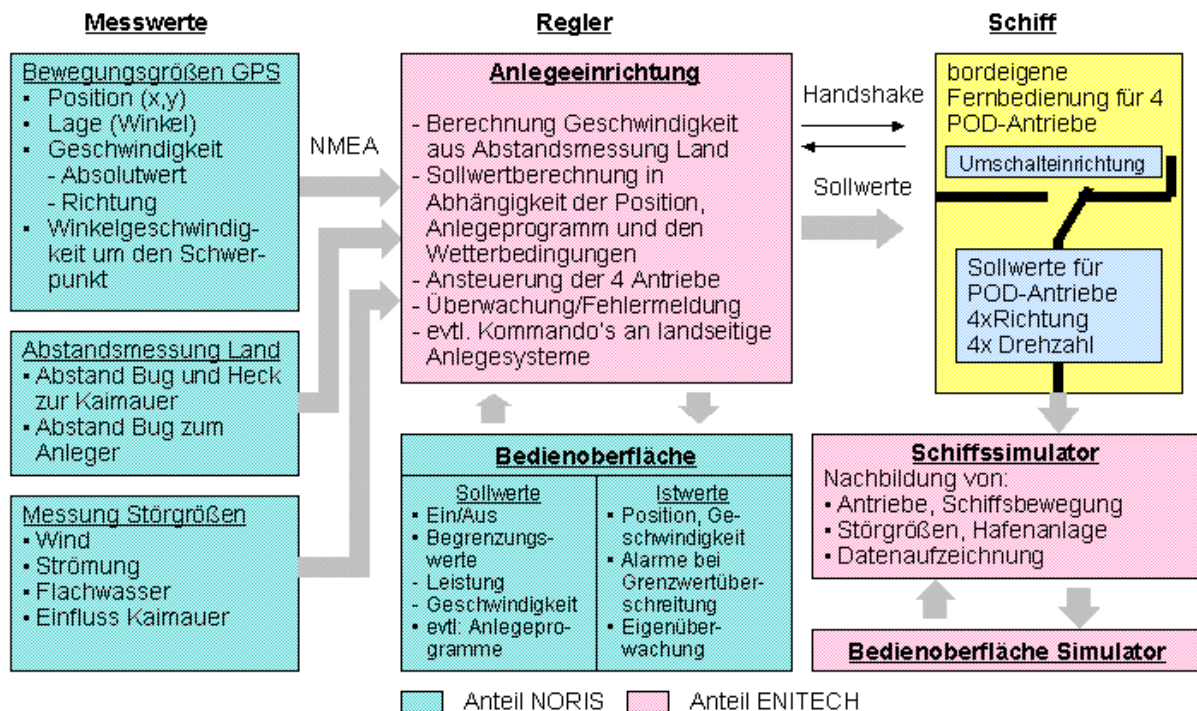 Messwerte
Bewegungsgrößen GPS
▪ Position (x,y)
▪ Lage (Winkel)
▪ Geschwindigkeit
- Absolutwert
- Richtung
▪ Winkelgeschwindig-
keit um den Schwer-
punkt
Abstandsmessung Land
▪ Abstand Bug und Heck
zur Kaimauer
▪ Abstand Bug zum
Anleger
Messung Störgrößen
▪ Wind
▪ Strömung
▪ Flachwasser
▪ Einfluss Kaimauer
NMEA
Regler
Anlegeeinrichtung
- Berechnung Geschwindigkeit
aus Abstandsmessung Land
- Sollwertberechnung in
Abhängigkeit der Position,
Anlegeprogramm und den
Wetterbedingungen
- Ansteuerung der 4 Antriebe
- Überwachung/Fehlermeldung
- evtl. Kommando's an landseitige
Anlegesysteme
Bedienoberfläche
Sollwerte
▪ Ein/Aus
▪ Begrenzungs-
werte
- Leistung
- Geschwindigkeit
▪ evtl: Anlegepro-
gramme
Istwerte
▪ Position, Ge-
schwindigkeit
▪ Alarme bei
Grenzwertüber-
schreitung
▪ Eigenüber-
wachung
Handshake
Sollwerte
Schiff
bordeigene
Fernbedienung für 4
POD-Antriebe
Umschalteinrichtung
Sollwerte für
POD-Antriebe
4xRichtung
4x Drehzahl
Schiffssimulator
Nachbildung von:
▪ Antriebe, Schiffsbewegung
▪ Störgrößen, Hafenanlage
▪ Datenaufzeichnung
Bedienoberfläche Simulator
Anteil NORIS
Anteil ENITECH